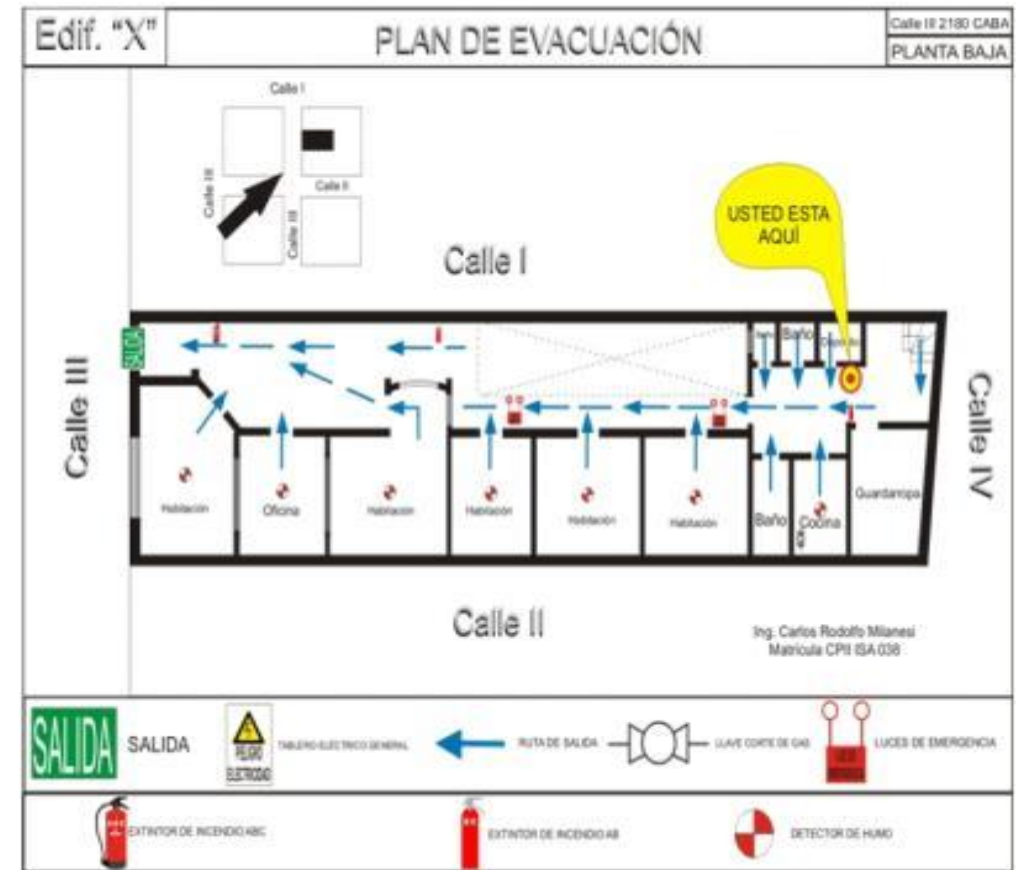 Edif. "X"
PLAN DE EVACUACIÓN
Calle III 2180 CABA
PLANTA BAJA
Calle I
Calle III
Calle II
Calle III
USTED ESTA
AQUÍ
Calle I
SALIDA
Baño
Calle III
Calle IV
Habitación
Oficina
Habitación
Habitación
Habitación
Habitación
Baño
Cocina
Guardarropa
Calle II
Ing. Carlos Rodolfo Milanesi
Matrícula CPII ISA 038
SALIDA
SALIDA
PELIGRO
ELECTRICIDAD
TABLERO ELECTRICO GENERAL
RUTA DE SALIDA
LLAVE CORTE DE GAS
LUCES DE EMERGENCIA
EXTINTOR DE INCENDIO ABC
EXTINTOR DE INCENDIO AB
DETECTOR DE HUMO